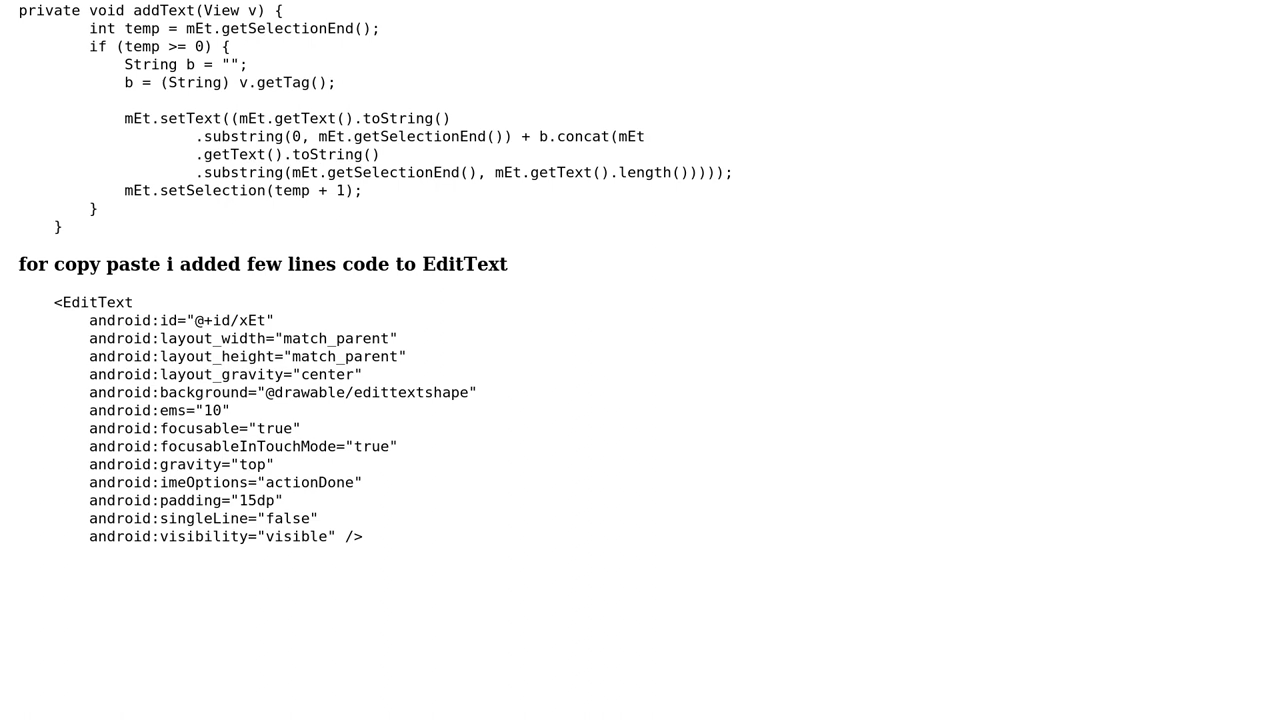 private void addText(View v) {
        int temp = mEt.getSelectionEnd();
        if (temp >= 0) {
            String b = "";
            b = (String) v.getTag();

            mEt.setText((mEt.getText().toString()
                    .substring(0, mEt.getSelectionEnd()) + b.concat(mEt
                    .getText().toString()
                    .substring(mEt.getSelectionEnd(), mEt.getText().length()))));
            mEt.setSelection(temp + 1);
        }
    }
for copy paste i added few lines code to EditText
    <EditText
        android:id="@+id/xEt"
        android:layout_width="match_parent"
        android:layout_height="match_parent"
        android:layout_gravity="center"
        android:background="@drawable/edittextshape"
        android:ems="10"
        android:focusable="true"
        android:focusableInTouchMode="true"
        android:gravity="top"
        android:imeOptions="actionDone"
        android:padding="15dp"
        android:singleLine="false"
        android:visibility="visible" />